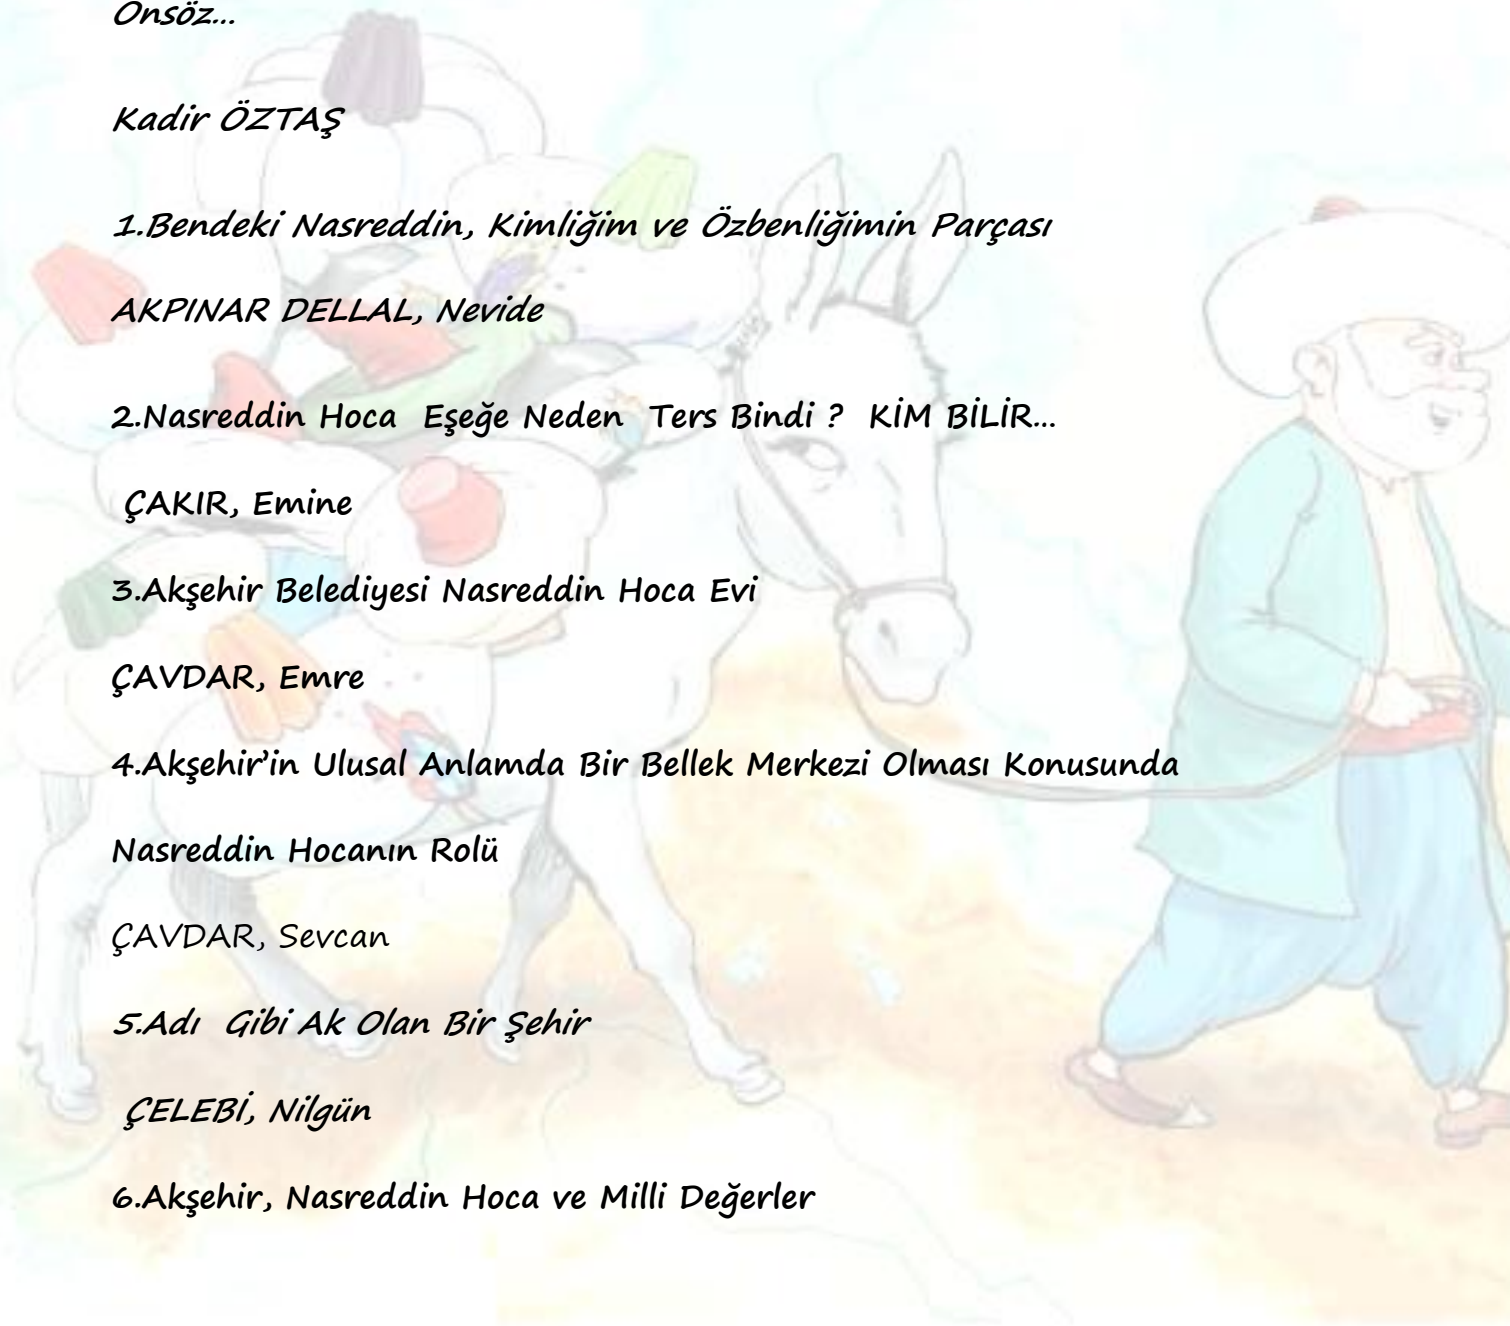 Önsöz...
Kadir ÖZTAŞ
1.Bendeki Nasreddin, Kimliğim ve Özbenliğimin Parçası
AKPINAR DELLAL, Nevide
2.Nasreddin Hoca  Eşeğe Neden  Ters Bindi ?  KİM BİLİR...
ÇAKIR, Emine
3.Akşehir Belediyesi Nasreddin Hoca Evi
ÇAVDAR, Emre
4.Akşehir’in Ulusal Anlamda Bir Bellek Merkezi Olması Konusunda
Nasreddin Hocanın Rolü
ÇAVDAR, Sevcan
5.Adı  Gibi Ak Olan Bir Şehir
ÇELEBİ, Nilgün
6.Akşehir, Nasreddin Hoca ve Milli Değerler